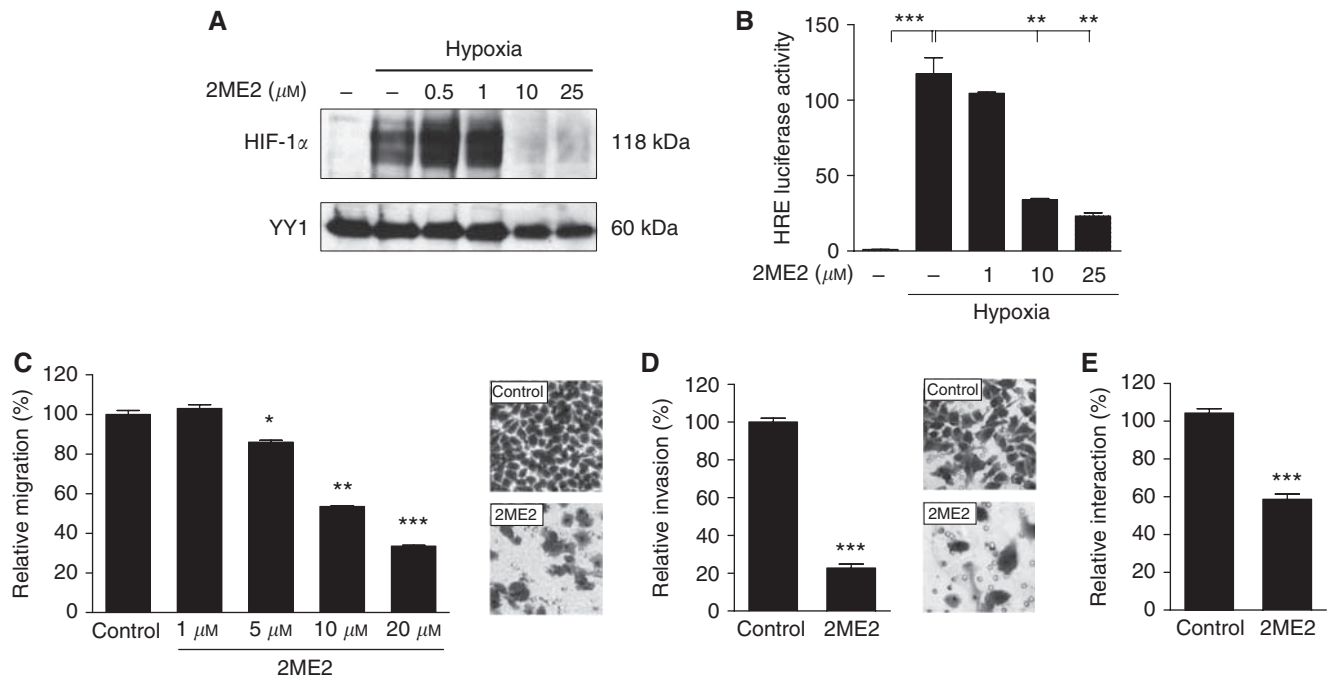 A
Hypoxia
2ME2 (μM) – – 0.5 1 10 25
HIF-1α 118 kDa
YY1 60 kDa
B
HRE luciferase activity
150
100
50
0
*** ** **
2ME2 (μM) – – 1 10 25
Hypoxia
C
Relative migration (%)
120
100
80
60
40
20
0
*
**
***
Control 1 μM 5 μM 10 μM 20 μM
2ME2
Control
2ME2
D
Relative invasion (%)
120
100
80
60
40
20
0
***
Control 2ME2
Control
2ME2
E
Relative interaction (%)
120
100
80
60
40
20
0
***
Control 2ME2